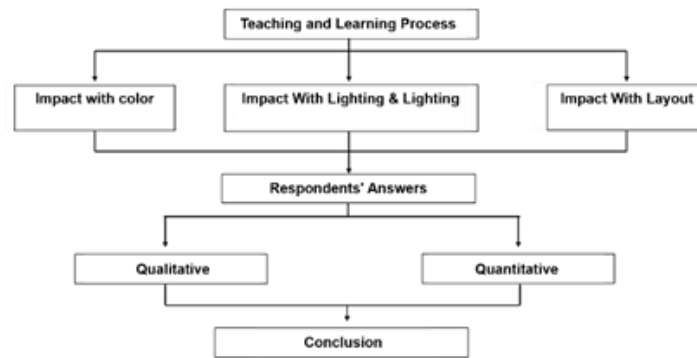 Teaching and Learning Process
Impact with color
Impact With Lighting & Lighting
Impact With Layout
Respondents' Answers
Qualitative
Quantitative
Conclusion